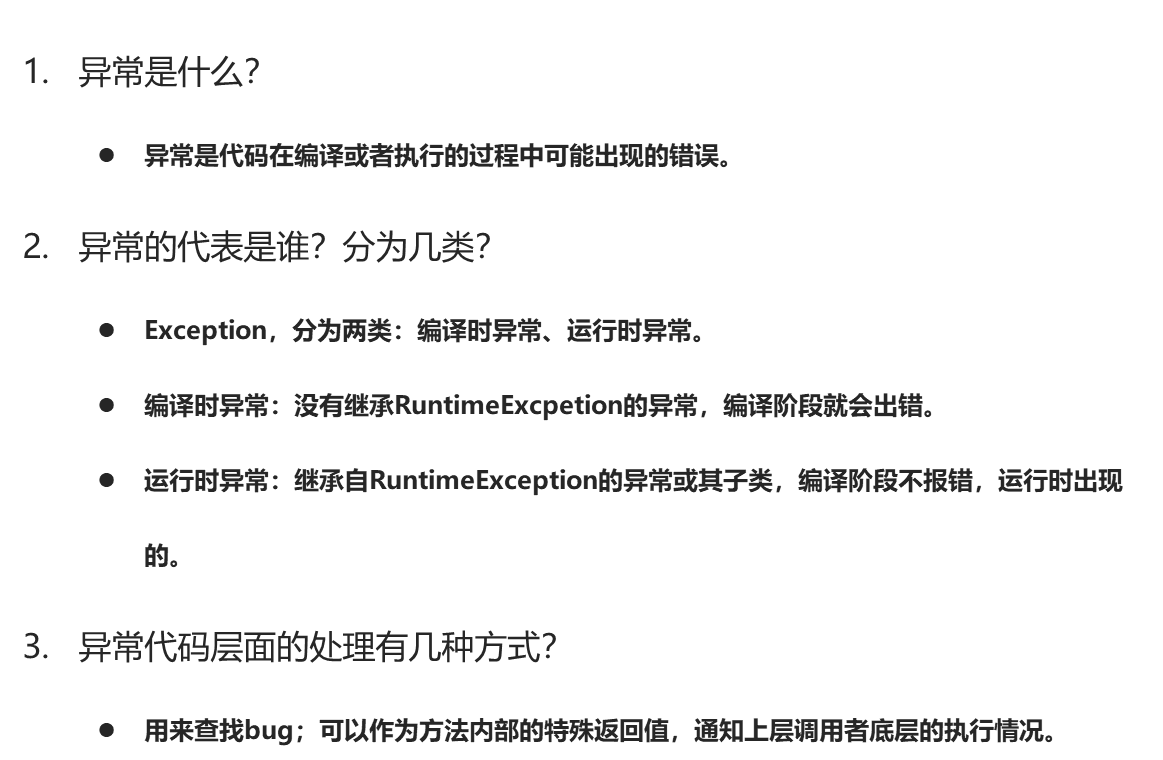 1. 异常是什么？
● 异常是代码在编译或者执行的过程中可能出现的错误。
2. 异常的代表是谁？分为几类？
● Exception，分为两类：编译时异常、运行时异常。
● 编译时异常：没有继承RuntimeExcpetion的异常，编译阶段就会出错。
● 运行时异常：继承自RuntimeException的异常或其子类，编译阶段不报错，运行时出现
的。
3. 异常代码层面的处理有几种方式？
● 用来查找bug；可以作为方法内部的特殊返回值，通知上层调用者底层的执行情况。